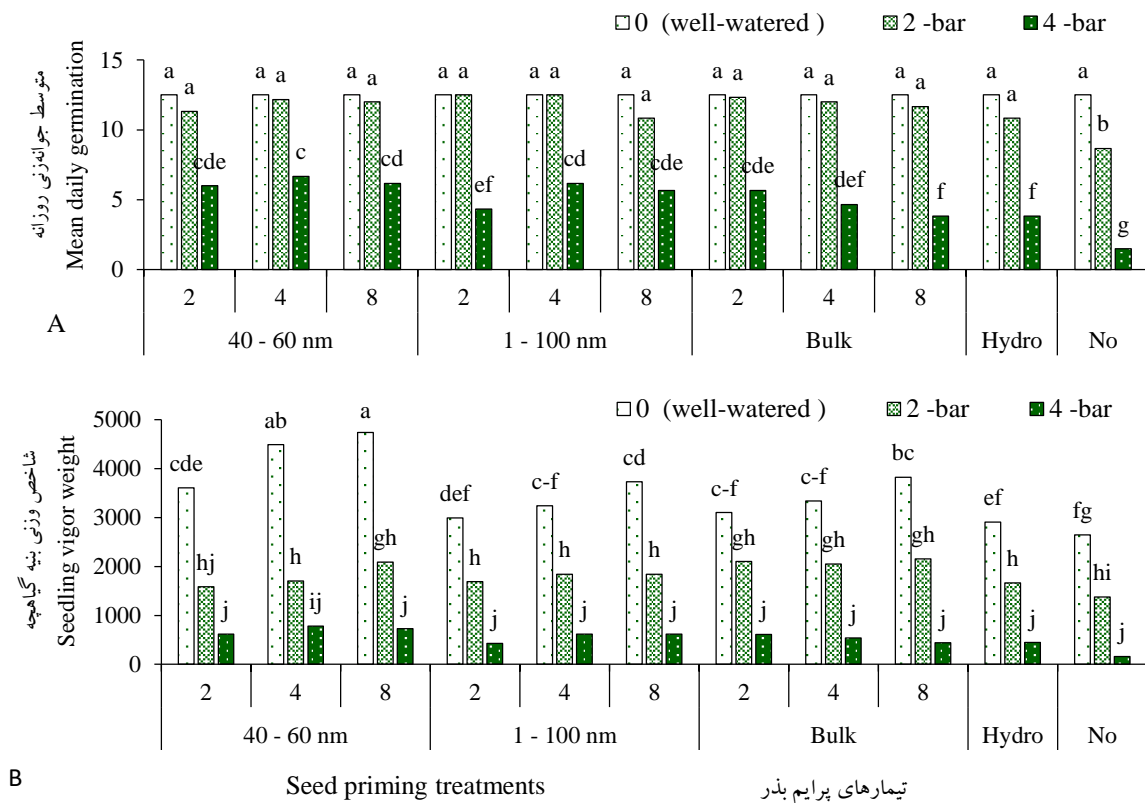 0 (well-watered ) 2 -bar 4 -bar
متوسط جوانه‌زنی روزانه
Mean daily germination
15
10
5
0
a a cde a a c a a cd a a ef a a cd a a cde a a cde a a def a a f a a f a b g
2 4 8 2 4 8 2 4 8
40 - 60 nm 1 - 100 nm Bulk Hydro No
A
0 (well-watered ) 2 -bar 4 -bar
شاخص وزنی بنیه گیاهچه
Seedling vigor weight
5000
4000
3000
2000
1000
0
cde hj j ab h ij a gh j def h j c-f h j cd h j c-f gh j c-f gh j bc gh j ef h j fg hi j
2 4 8 2 4 8 2 4 8
40 - 60 nm 1 - 100 nm Bulk Hydro No
B
Seed priming treatments تیمارهای پرایم بذر